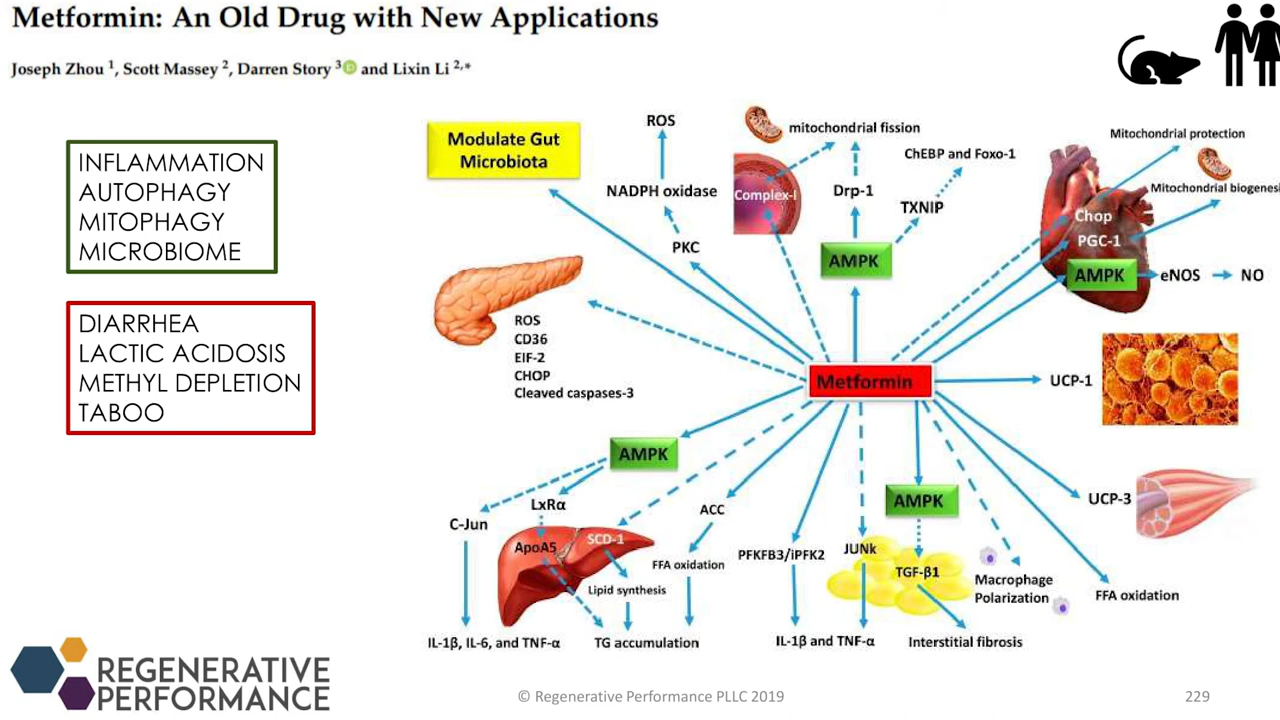 Metformin: An Old Drug with New Applications
Joseph Zhou 1, Scott Massey 2, Darren Story 3 iD and Lixin Li 2,*
INFLAMMATION
AUTOPHAGY
MITOPHAGY
MICROBIOME
DIARRHEA
LACTIC ACIDOSIS
METHYL DEPLETION
TABOO
Modulate Gut
Microbiota
ROS
NADPH oxidase
PKC
mitochondrial fission
Complex-I
Drp-1
AMPK
ChEBP and Foxo-1
TXNIP
Mitochondrial protection
Mitochondrial biogenesi
Chop
PGC-1
AMPK
eNOS
NO
ROS
CD36
EIF-2
CHOP
Cleaved caspases-3
Metformin
UCP-1
AMPK
C-Jun
LxRα
ApoA5
SCD-1
Lipid synthesis
ACC
FFA oxidation
IL-1β, IL-6, and TNF-α
TG accumulation
PFKFB3/iPFK2
JUNk
IL-1β and TNF-α
AMPK
TGF-β1
Interstitial fibrosis
Macrophage
Polarization
UCP-3
FFA oxidation
REGENERATIVE
PERFORMANCE
© Regenerative Performance PLLC 2019
229